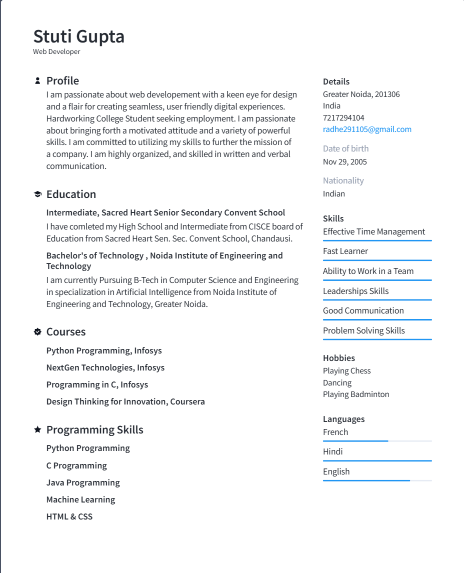 Stuti Gupta
Web Developer
Profile
I am passionate about web developement with a keen eye for design
and a flair for creating seamless, user friendly digital experiences.
Hardworking College Student seeking employment. I am passionate
about bringing forth a motivated attitude and a variety of powerful
skills. I am committed to utilizing my skills to further the mission of
a company. I am highly organized, and skilled in written and verbal
communication.
Education
Intermediate, Sacred Heart Senior Secondary Convent School
I have comleted my High School and Intermediate from CISCE board of
Education from Sacred Heart Sen. Sec. Convent School, Chandausi.
Bachelor's of Technology , Noida Institute of Engineering and
Technology
I am currently Pursuing B-Tech in Computer Science and Engineering
in specialization in Artificial Intelligence from Noida Institute of
Engineering and Technology, Greater Noida.
Courses
Python Programming, Infosys
NextGen Technologies, Infosys
Programming in C, Infosys
Design Thinking for Innovation, Coursera
Programming Skills
Python Programming
C Programming
Java Programming
Machine Learning
HTML & CSS
Details
Greater Noida, 201306
India
7217294104
radhe291105@gmail.com
Date of birth
Nov 29, 2005
Nationality
Indian
Skills
Effective Time Management
Fast Learner
Ability to Work in a Team
Leaderships Skills
Good Communication
Problem Solving Skills
Hobbies
Playing Chess
Dancing
Playing Badminton
Languages
French
Hindi
English